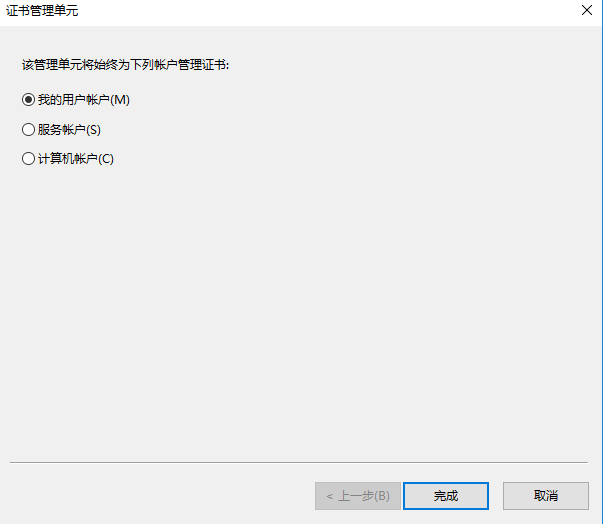 证书管理单元
该管理单元将始终为下列帐户管理证书:
我的用户帐户(M)
服务帐户(S)
计算机帐户(C)
< 上一步(B)
完成
取消